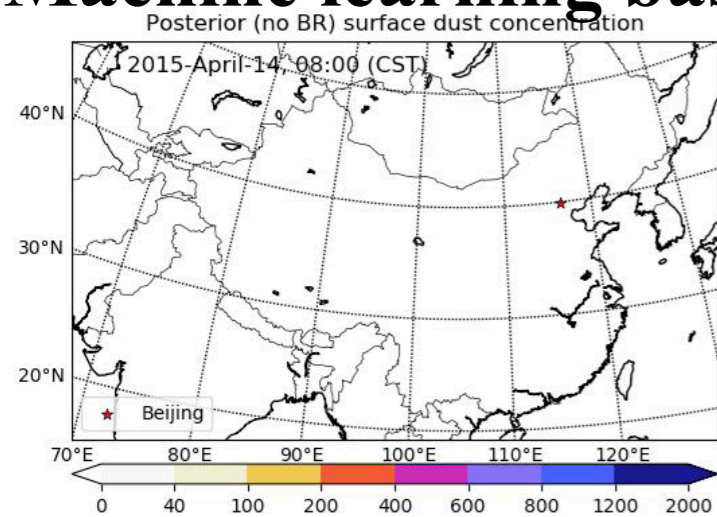 Machine learning bas
Posterior (no BR) surface dust concentration
2015-April-14, 08:00 (CST)
40°N
30°N
20°N
Beijing
70°E 80°E 90°E 100°E 110°E 120°E
0 40 100 200 400 600 800 1200 2000